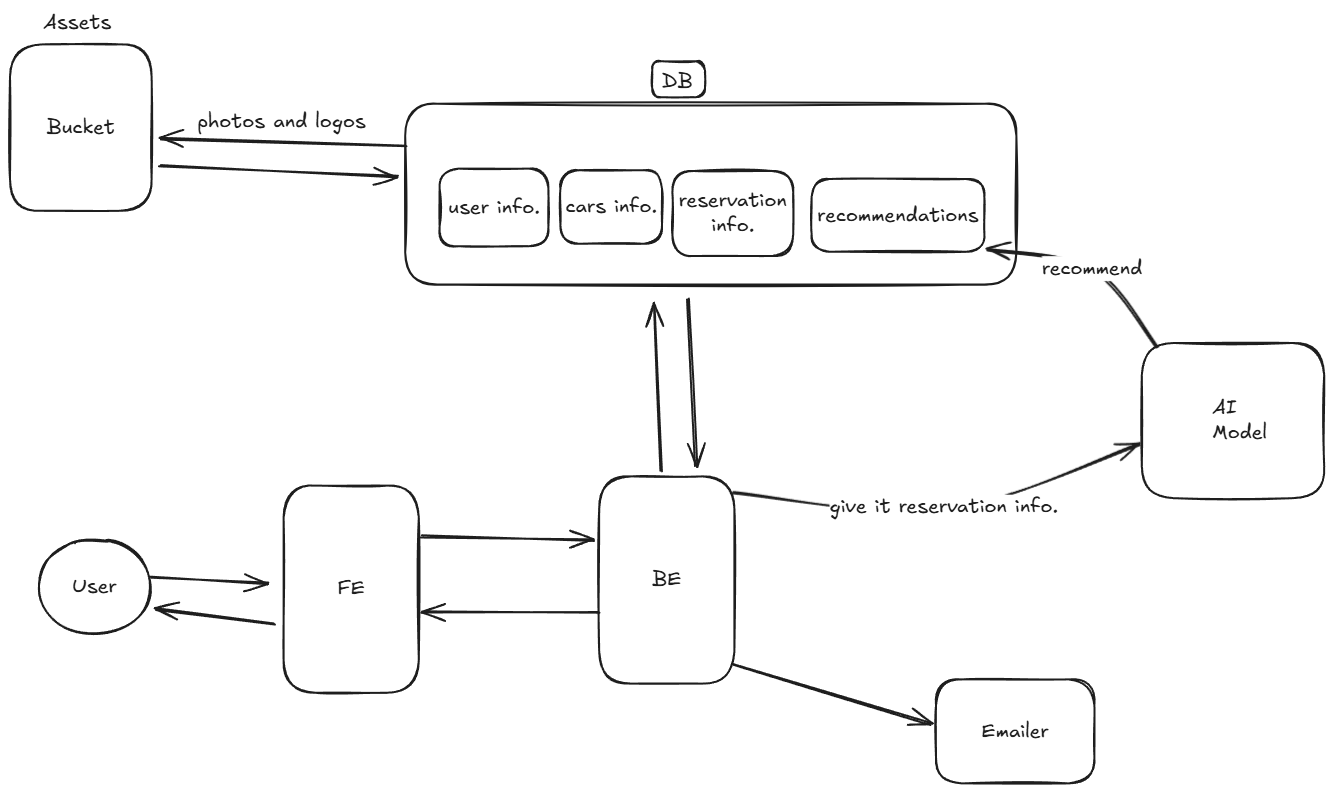 Assets
Bucket
photos and logos
DB
user info.
cars info.
reservation
info.
recommendations
recommend
AI
Model
give it reservation info.
User
FE
BE
Emailer